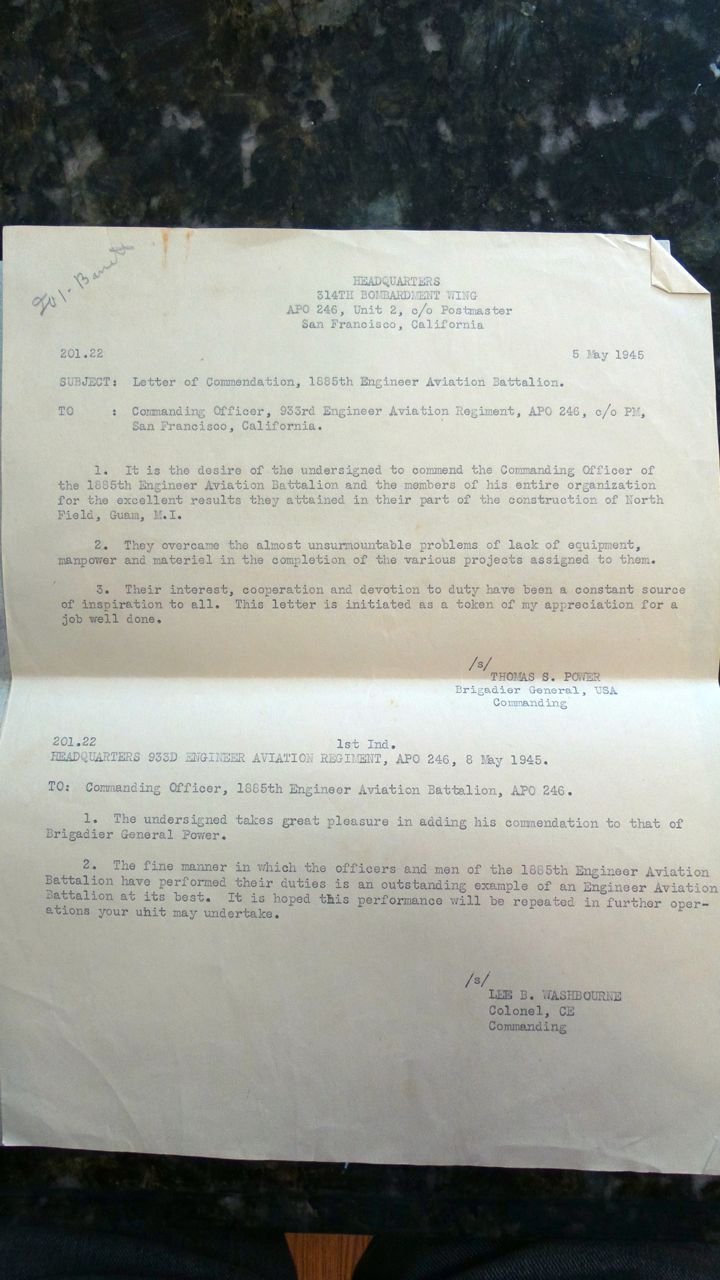 201-Barrett
HEADQUARTERS
314TH BOMBARDMENT WING
APO 246, Unit 2, c/o Postmaster
San Francisco, California
201.22 5 May 1945
SUBJECT: Letter of Commendation, 1885th Engineer Aviation Battalion.
TO : Commanding Officer, 933rd Engineer Aviation Regiment, APO 246, c/o PM,
San Francisco, California.
1. It is the desire of the undersigned to commend the Commanding Officer of
the 1885th Engineer Aviation Battalion and the members of his entire organization
for the excellent results they attained in their part of the construction of North
Field, Guam, M.I.
2. They overcame the almost unsurmountable problems of lack of equipment,
manpower and materiel in the completion of the various projects assigned to them.
3. Their interest, cooperation and devotion to duty have been a constant source
of inspiration to all. This letter is initiated as a token of my appreciation for a
job well done.
/s/
THOMAS S. POWER
Brigadier General, USA
Commanding
201.22 1st Ind.
HEADQUARTERS 933D ENGINEER AVIATION REGIMENT, APO 246, 8 May 1945.
TO: Commanding Officer, 1885th Engineer Aviation Battalion, APO 246.
1. The undersigned takes great pleasure in adding his commendation to that of
Brigadier General Power.
2. The fine manner in which the officers and men of the 1885th Engineer Aviation
Battalion have performed their duties is an outstanding example of an Engineer Aviation
Battalion at its best. It is hoped this performance will be repeated in further oper-
ations your unit may undertake.
/s/
LEE B. WASHBOURNE
Colonel, CE
Commanding